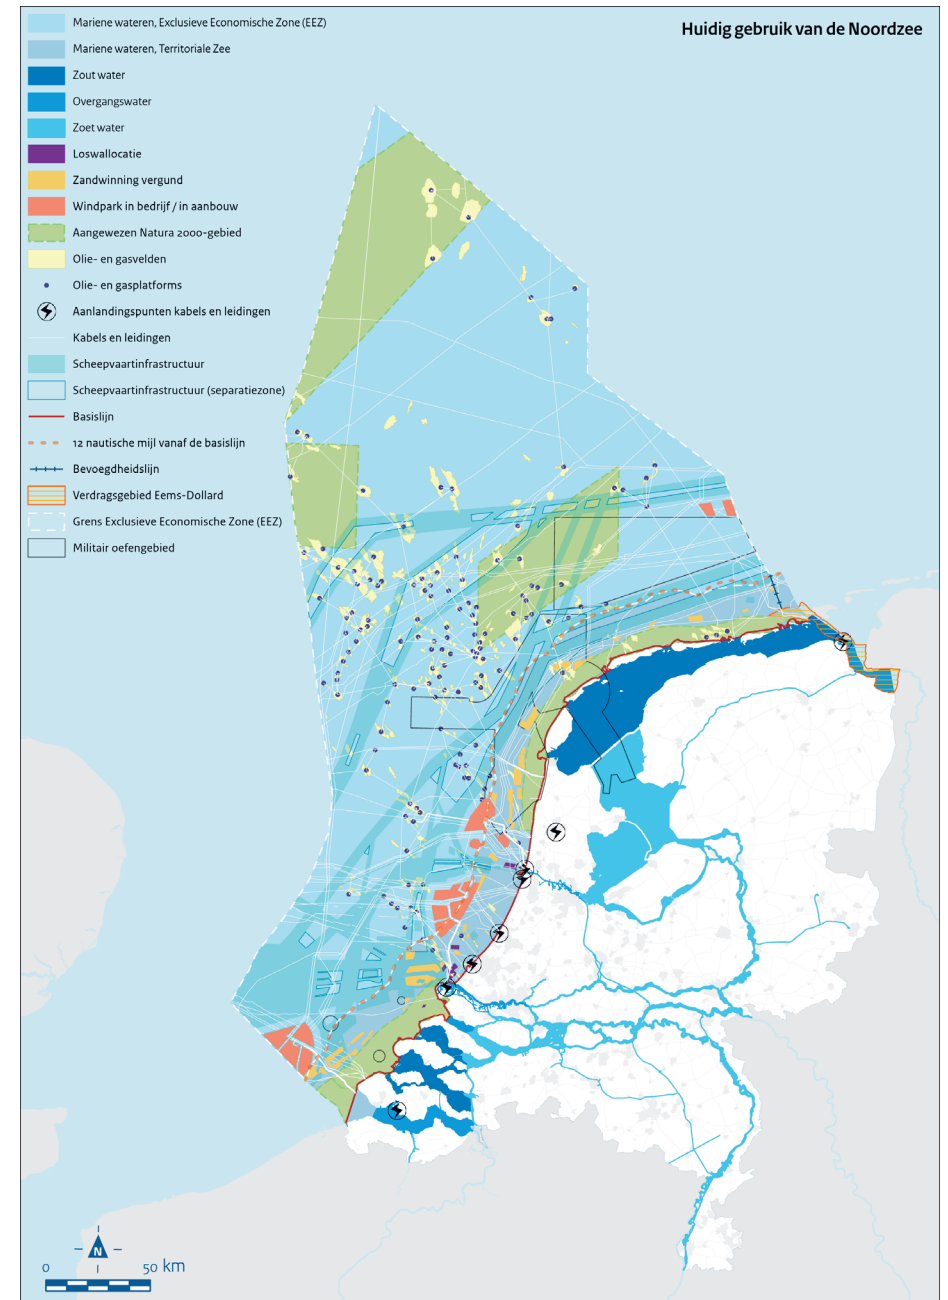 Huidig gebruik van de Noordzee
Mariene wateren, Exclusieve Economische Zone (EEZ)
Mariene wateren, Territoriale Zee
Zout water
Overgangswater
Zoet water
Loswallocatie
Zandwinning vergund
Windpark in bedrijf / in aanbouw
Aangewezen Natura 2000-gebied
Olie- en gasvelden
Olie- en gasplatforms
Aanlandingspunten kabels en leidingen
Kabels en leidingen
Scheepvaartinfrastructuur
Scheepvaartinfrastructuur (separatiezone)
Basislijn
12 nautische mijl vanaf de basislijn
Bevoegdheidslijn
Verdragsgebied Eems-Dollard
Grens Exclusieve Economische Zone (EEZ)
Militair oefengebied
N
0 50 km